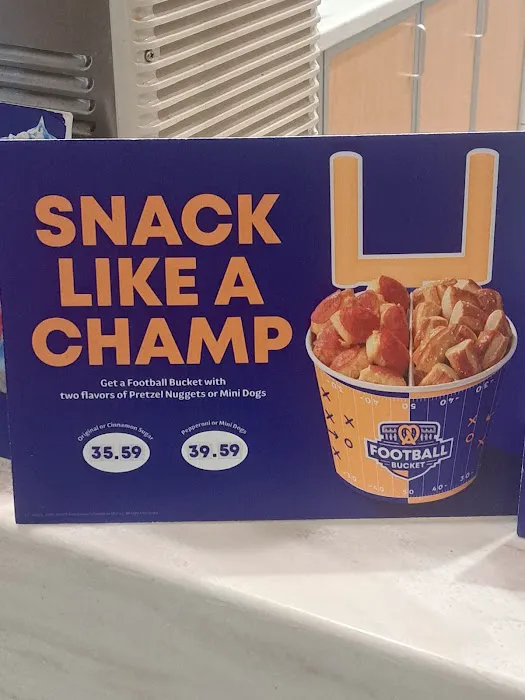 SNACK
LIKE A
CHAMP
Get a Football Bucket with
two flavors of Pretzel Nuggets or Mini Dogs
Original or Cinnamon Sugar
35.59
Pepperoni or Mini Dogs
39.59
FOOTBALL
BUCKET